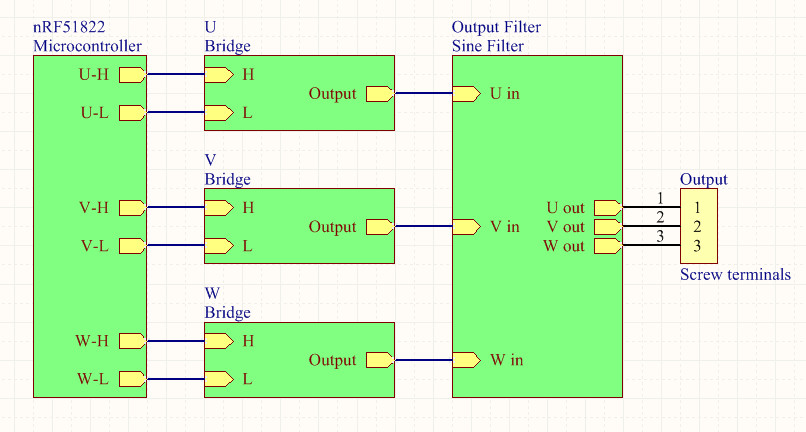 nRF51822
Microcontroller
U-H
U-L
V-H
V-L
W-H
W-L
U
Bridge
H
L
Output
V
Bridge
H
L
Output
W
Bridge
H
L
Output
Output Filter
Sine Filter
U in
V in
W in
U out
V out
W out
1
2
3
Output
1
2
3
Screw terminals